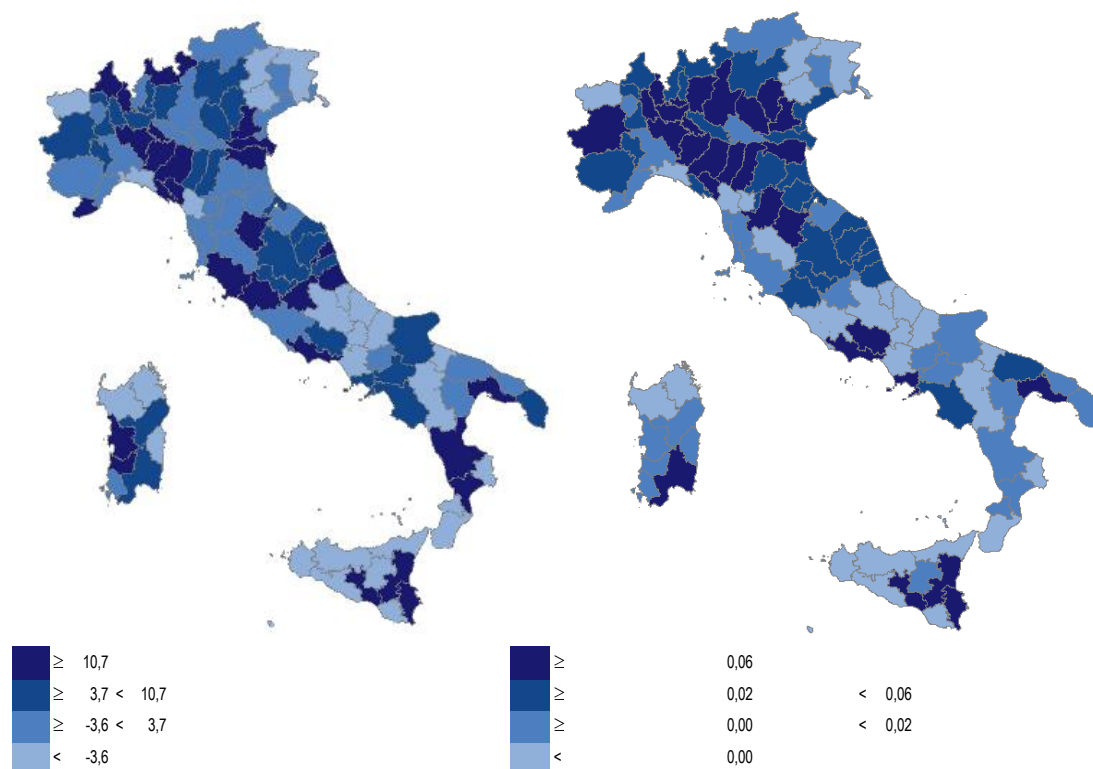 ≥ 10,7
≥ 3,7 < 10,7
≥ -3,6 < 3,7
< -3,6
≥ 0,06
≥ 0,02 < 0,06
≥ 0,00 < 0,02
< 0,00